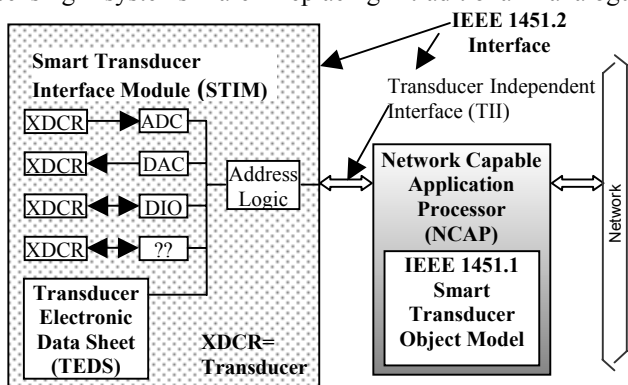 IEEE 1451.2
Interface
Smart Transducer
Interface Module (STIM)
Transducer Independent
Interface (TII)
XDCR
ADC
XDCR
DAC
XDCR
DIO
XDCR
??
Address
Logic
Transducer
Electronic
Data Sheet
(TEDS)
XDCR=
Transducer
Network Capable
Application
Processor
(NCAP)
IEEE 1451.1
Smart
Transducer
Object Model
Network